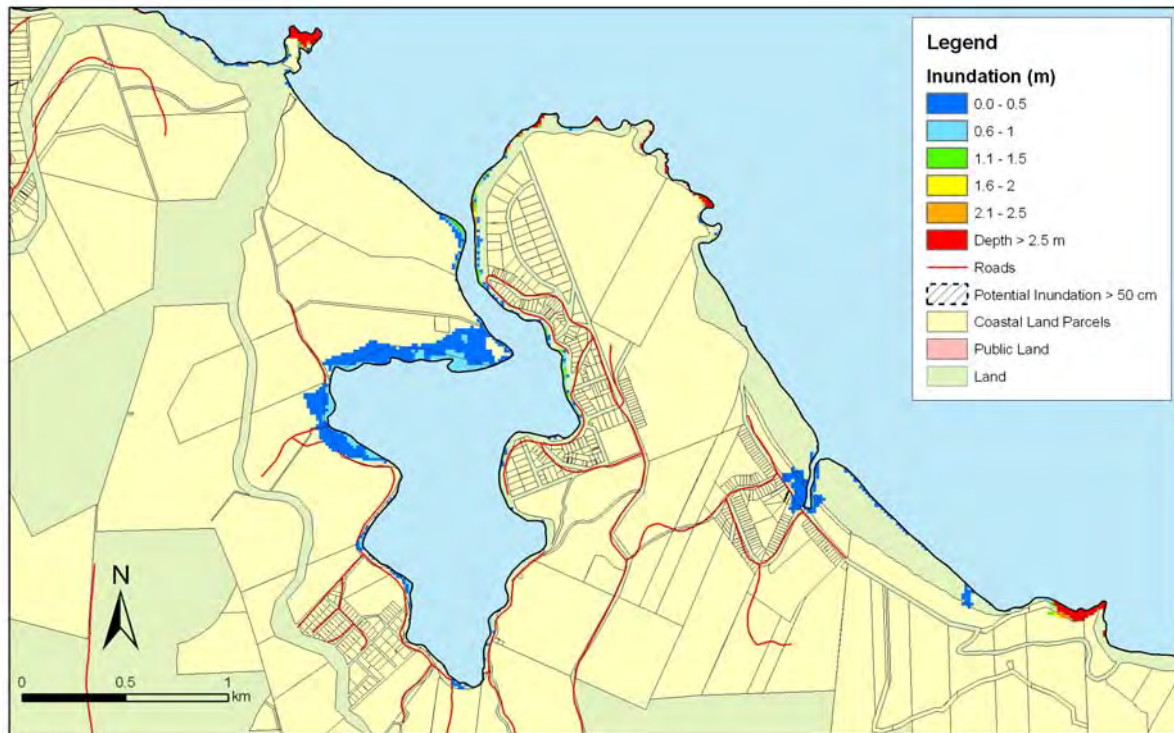 Legend
Inundation (m)
0.0 - 0.5
0.6 - 1
1.1 - 1.5
1.6 - 2
2.1 - 2.5
Depth > 2.5 m
Roads
Potential Inundation > 50 cm
Coastal Land Parcels
Public Land
Land
N
0 0.5 1
km